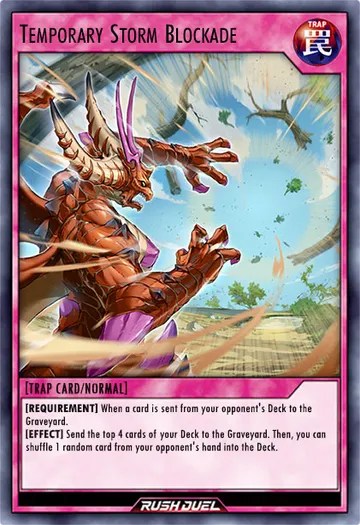 TEMPORARY STORM BLOCKADE
TRAP
罠
[TRAP CARD/NORMAL]
[REQUIREMENT] When a card is sent from your opponent's Deck to the
Graveyard.
[EFFECT] Send the top 4 cards of your Deck to the Graveyard. Then, you can
shuffle 1 random card from your opponent's hand into the Deck.
RUSH DUEL